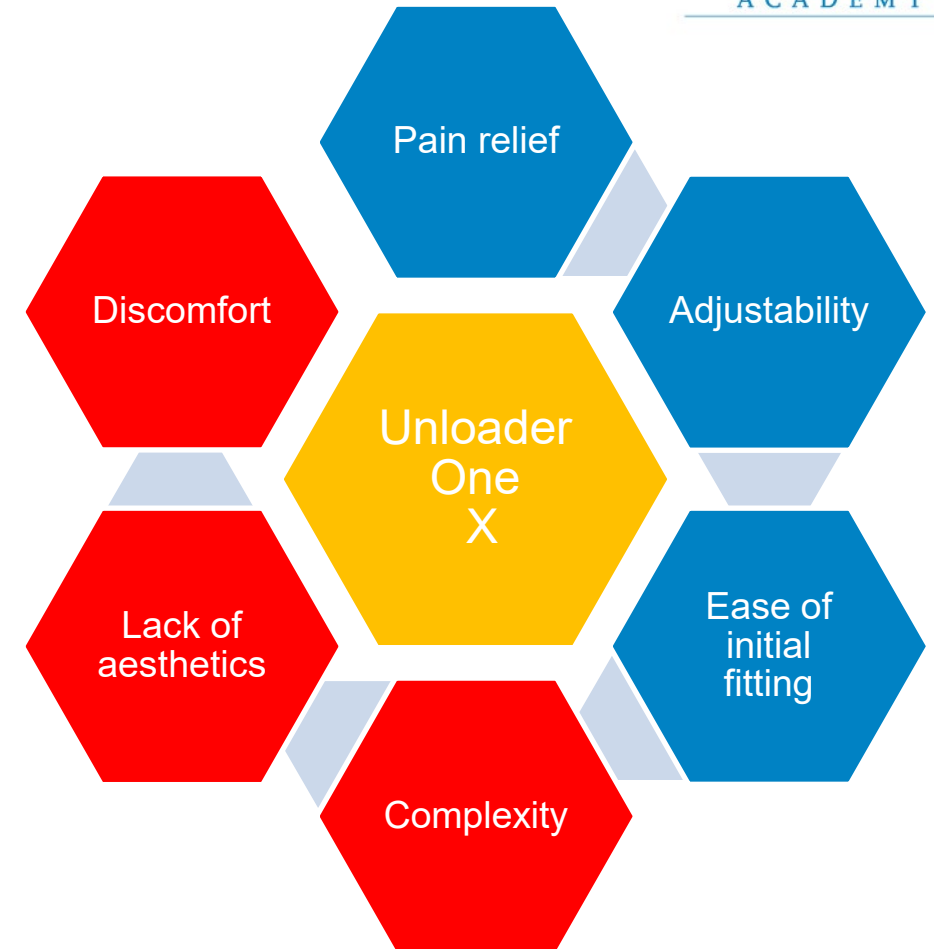 ACADEMY
Pain relief
Adjustability
Ease of
initial
fitting
Complexity
Lack of
aesthetics
Discomfort
Unloader
One
X